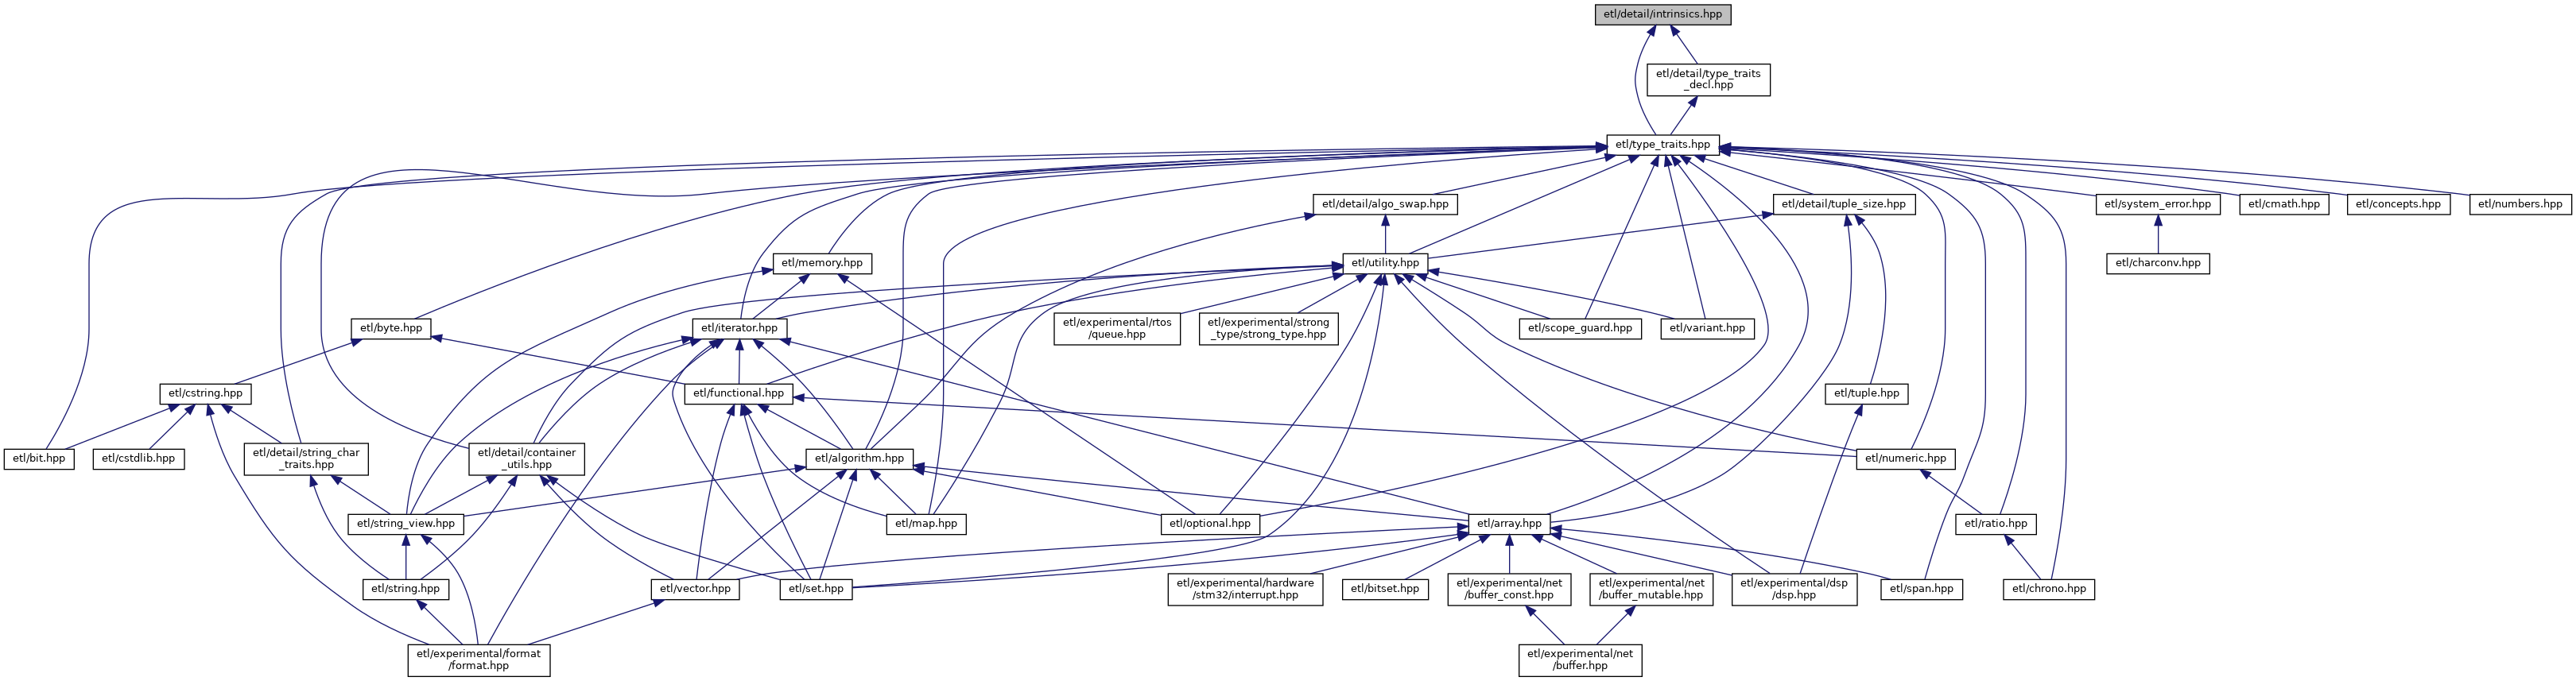 etl/detail/intrinsics.hpp
etl/detail/type_traits
_decl.hpp
etl/type_traits.hpp
etl/detail/algo_swap.hpp
etl/detail/tuple_size.hpp
etl/system_error.hpp
etl/cmath.hpp
etl/concepts.hpp
etl/numbers.hpp
etl/memory.hpp
etl/utility.hpp
etl/charconv.hpp
etl/byte.hpp
etl/iterator.hpp
etl/experimental/rtos
/queue.hpp
etl/experimental/strong
_type/strong_type.hpp
etl/scope_guard.hpp
etl/variant.hpp
etl/cstring.hpp
etl/functional.hpp
etl/tuple.hpp
etl/bit.hpp
etl/cstdlib.hpp
etl/detail/string_char
_traits.hpp
etl/detail/container
_utils.hpp
etl/algorithm.hpp
etl/numeric.hpp
etl/string_view.hpp
etl/map.hpp
etl/optional.hpp
etl/array.hpp
etl/ratio.hpp
etl/string.hpp
etl/vector.hpp
etl/set.hpp
etl/experimental/hardware
/stm32/interrupt.hpp
etl/bitset.hpp
etl/experimental/net
/buffer_const.hpp
etl/experimental/net
/buffer_mutable.hpp
etl/experimental/dsp
/dsp.hpp
etl/span.hpp
etl/chrono.hpp
etl/experimental/format
/format.hpp
etl/experimental/net
/buffer.hpp